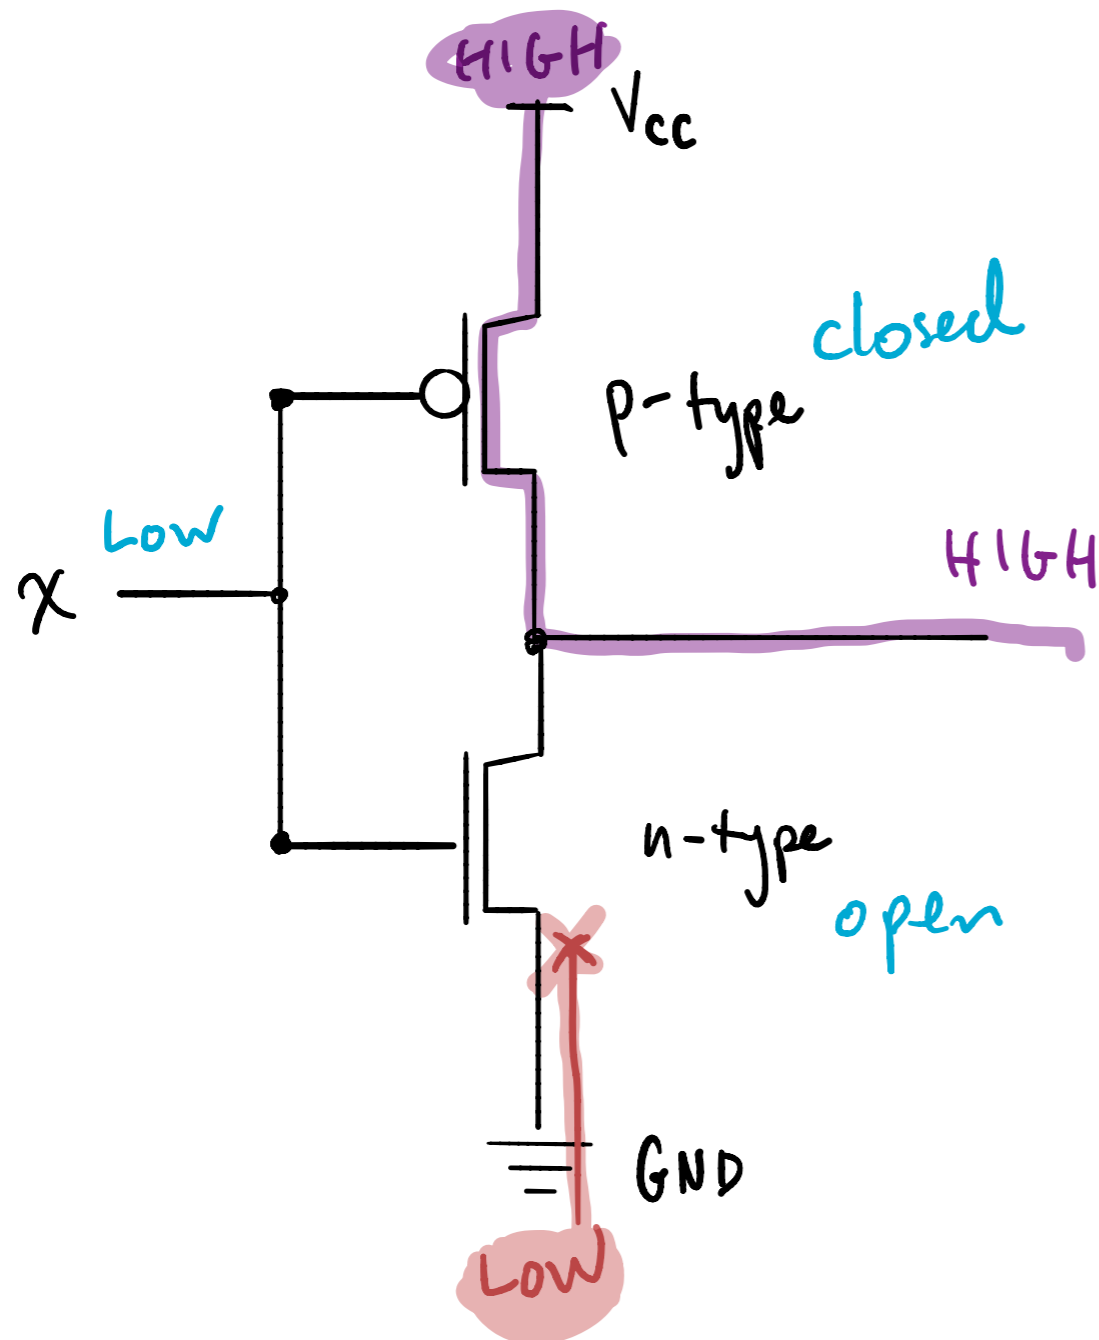 HIGH
Vcc
closed
p-type
Low
HIGH
x
n-type
open
GND
LOW